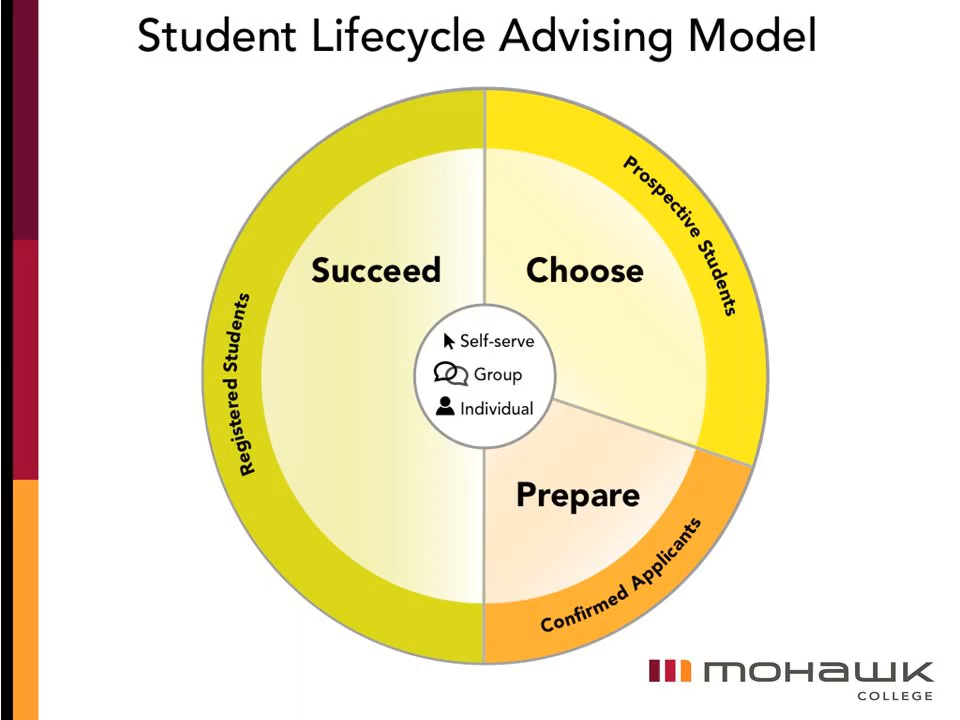 Student Lifecycle Advising Model
Prospective Students
Registered Students
Succeed
Choose
Self-serve
Group
Individual
Prepare
Confirmed Applicants
moHawk
COLLEGE